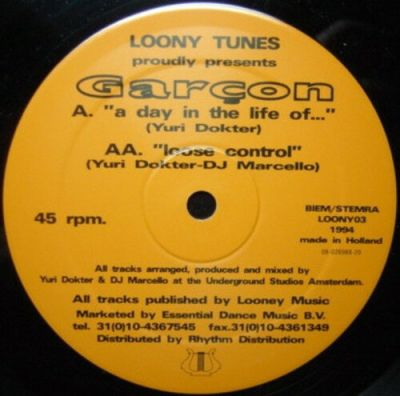 LOONY TUNES
proudly presents
Garçon
A. "a day in the life of..."
(Yuri Dokter)
AA. "loose control"
(Yuri Dokter-DJ Marcello)
45 rpm.
BIEM/STEMRA
LOONY03
1994
made in Holland
All tracks arranged, produced and mixed by
Yuri Dokter & DJ Marcello at the Underground Studios Amsterdam.
All tracks published by Looney Music
Marketed by Essential Dance Music B.V.
tel. 31(0)10-4367545 fax.31(0)10-4361349
Distributed by Rhythm Distribution